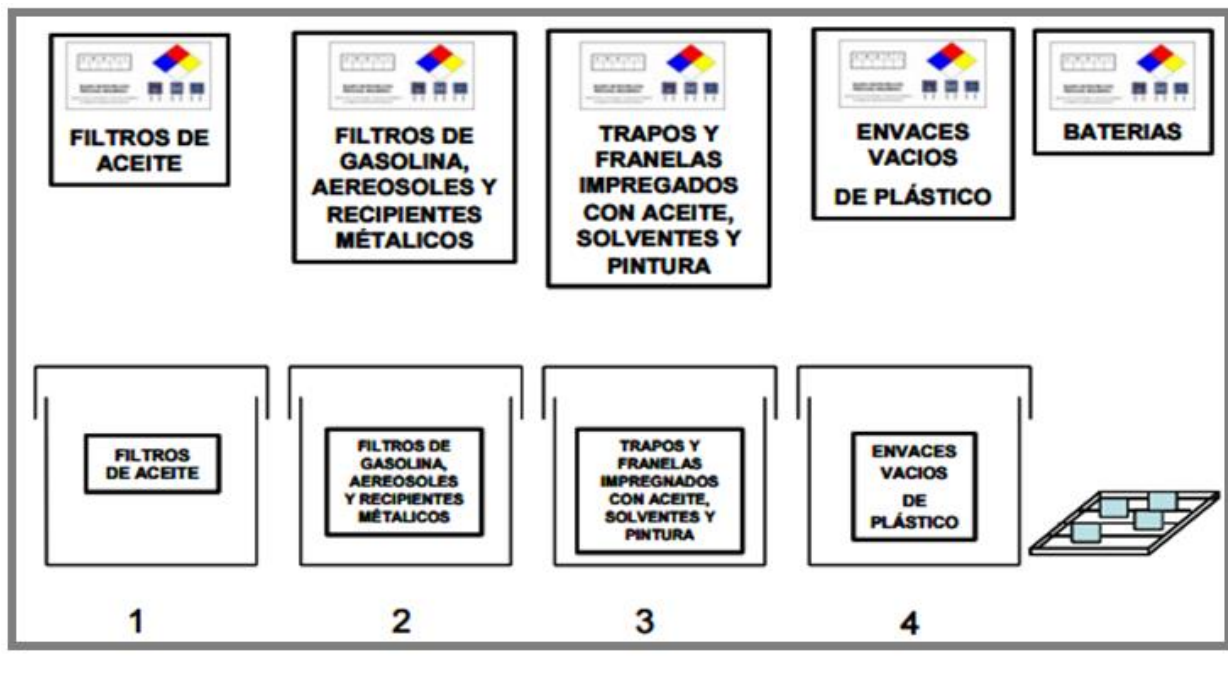 FILTROS DE
ACEITE
FILTROS DE
GASOLINA,
AEREOSOLES Y
RECIPIENTES
MÉTALICOS
TRAPOS Y
FRANELAS
IMPREGADOS
CON ACEITE,
SOLVENTES Y
PINTURA
ENVACES
VACIOS
DE PLÁSTICO
BATERIAS
FILTROS
DE ACEITE
FILTROS DE
GASOLINA,
AEREOSOLES
Y RECIPIENTES
MÉTALICOS
TRAPOS Y
FRANELAS
IMPREGNADOS
CON ACEITE,
SOLVENTES Y
PINTURA
ENVACES
VACIOS
DE
PLÁSTICO
1
2
3
4